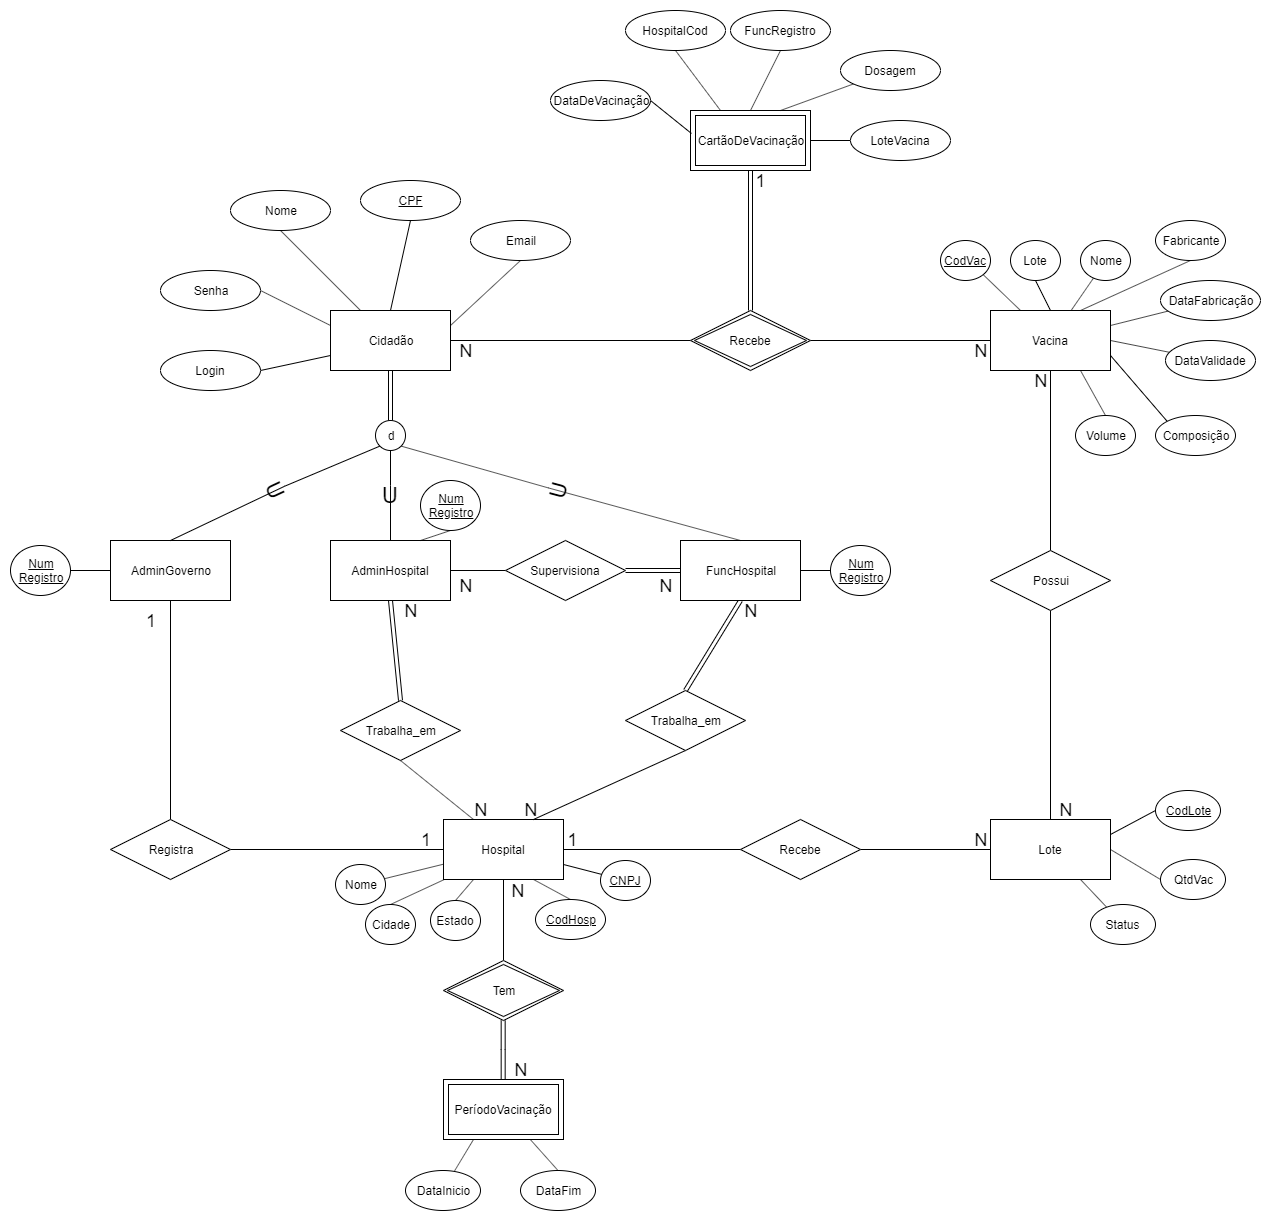 HospitalCod
FuncRegistro
Dosagem
DataDeVacinação
CartãoDeVacinação
LoteVacina
1
Nome
CPF
Email
Senha
Login
Cidadão
N
Recebe
N
CodVac
Lote
Nome
Fabricante
DataFabricação
DataValidade
Vacina
N
Volume
Composição
d
U
U
U
Num
Registro
AdminGoverno
1
Num
Registro
AdminHospital
N
N
Supervisiona
N
FuncHospital
N
Num
Registro
Possui
Trabalha_em
Trabalha_em
N
N
N
Registra
1
Hospital
1
Recebe
N
Lote
CodLote
QtdVac
Status
Nome
Cidade
Estado
N
CodHosp
CNPJ
Tem
N
PeríodoVacinação
DataInicio
DataFim